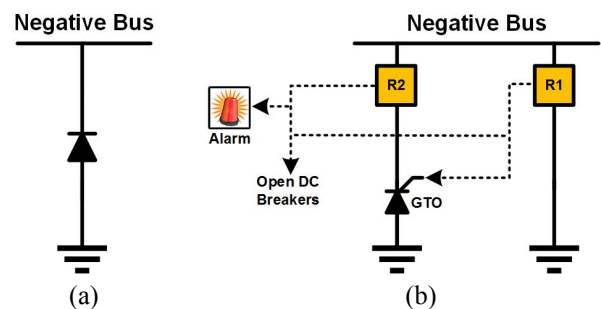 Negative Bus
Negative Bus
R2
R1
Alarm
Open DC
Breakers
GTO
(a)
(b)